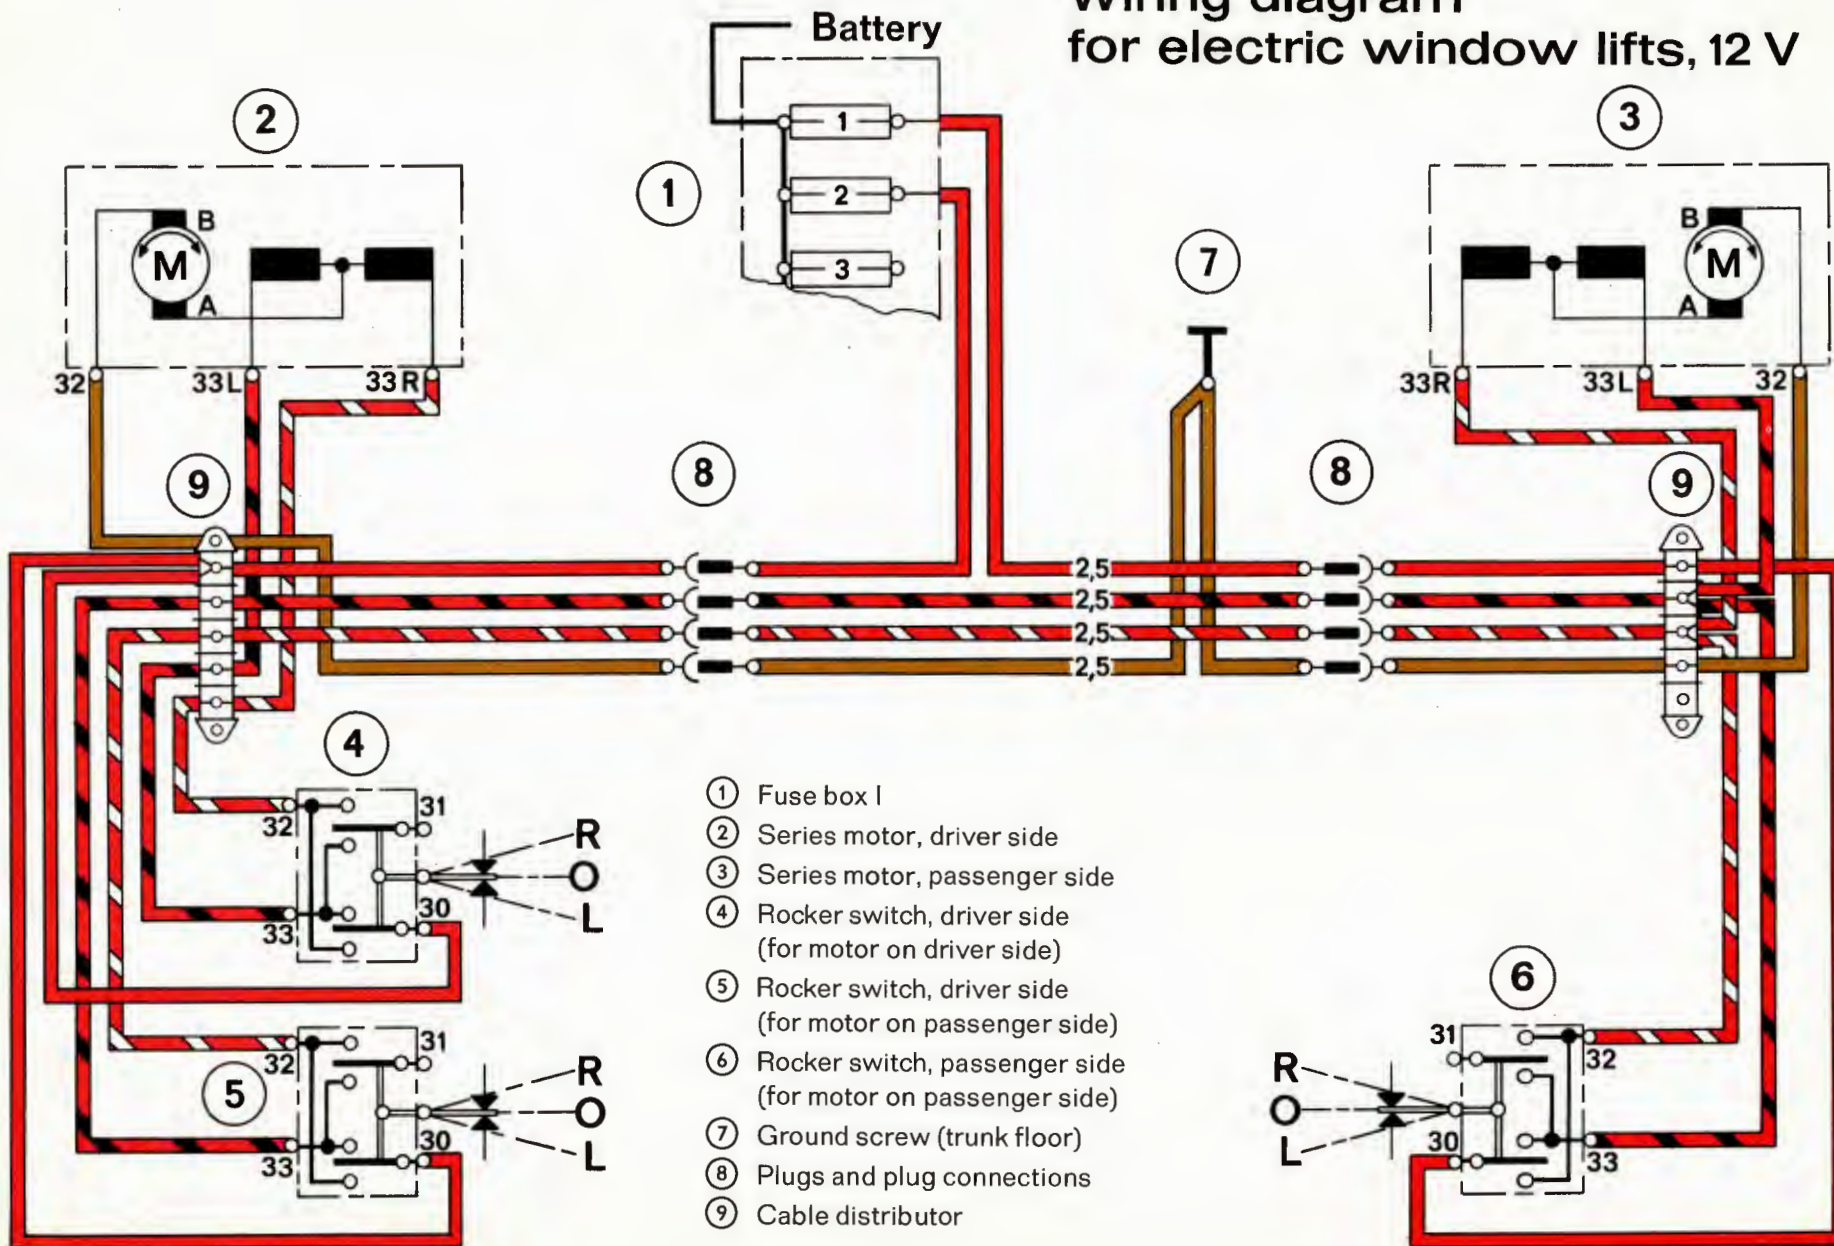 Wiring diagram
for electric window lifts, 12 V
Battery
1
2
3
1
2
B
M
A
32
33 L
33 R
3
B
M
A
33R
33L
32
7
9
8
8
9
2,5
2,5
2,5
2,5
4
32
31
33
30
R
O
L
5
32
31
33
30
R
O
L
6
31
32
30
33
R
O
L
1 Fuse box I
2 Series motor, driver side
3 Series motor, passenger side
4 Rocker switch, driver side
(for motor on driver side)
5 Rocker switch, driver side
(for motor on passenger side)
6 Rocker switch, passenger side
(for motor on passenger side)
7 Ground screw (trunk floor)
8 Plugs and plug connections
9 Cable distributor